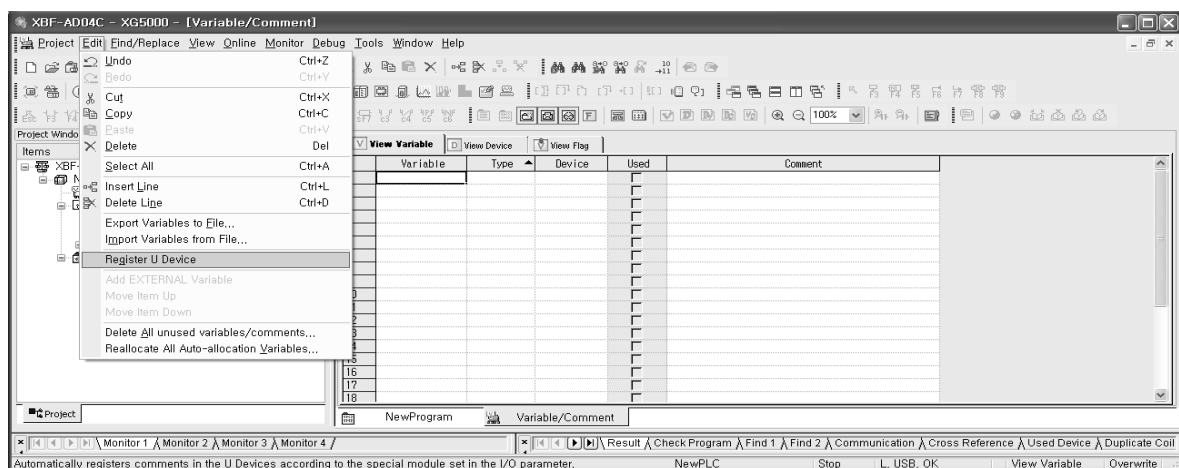 XBF-AD04C - XG5000 - [Variable/Comment]
Project Edit Find/Replace View Online Monitor Debug Tools Window Help
Undo Ctrl+Z
Redo Ctrl+Y
Cut Ctrl+X
Copy Ctrl+C
Paste Ctrl+V
Delete Del
Select All Ctrl+A
Insert Line Ctrl+L
Delete Line Ctrl+D
Export Variables to File...
Import Variables from File...
Register U Device
Add EXTERNAL Variable
Move Item Up
Move Item Down
Delete All unused variables/comments...
Reallocate All Auto-allocation Variables...
100%
Project Windo
Items
XBF-
N
V View Variable D View Device View Flag
Variable Type Device Used Comment
16
17
18
Project
NewProgram Variable/Comment
Monitor 1 Monitor 2 Monitor 3 Monitor 4
Result Check Program Find 1 Find 2 Communication Cross Reference Used Device Duplicate Coil
Automatically registers comments in the U Devices according to the special module set in the I/O parameter. NewPLC Stop L, USB, OK View Variable Overwrite